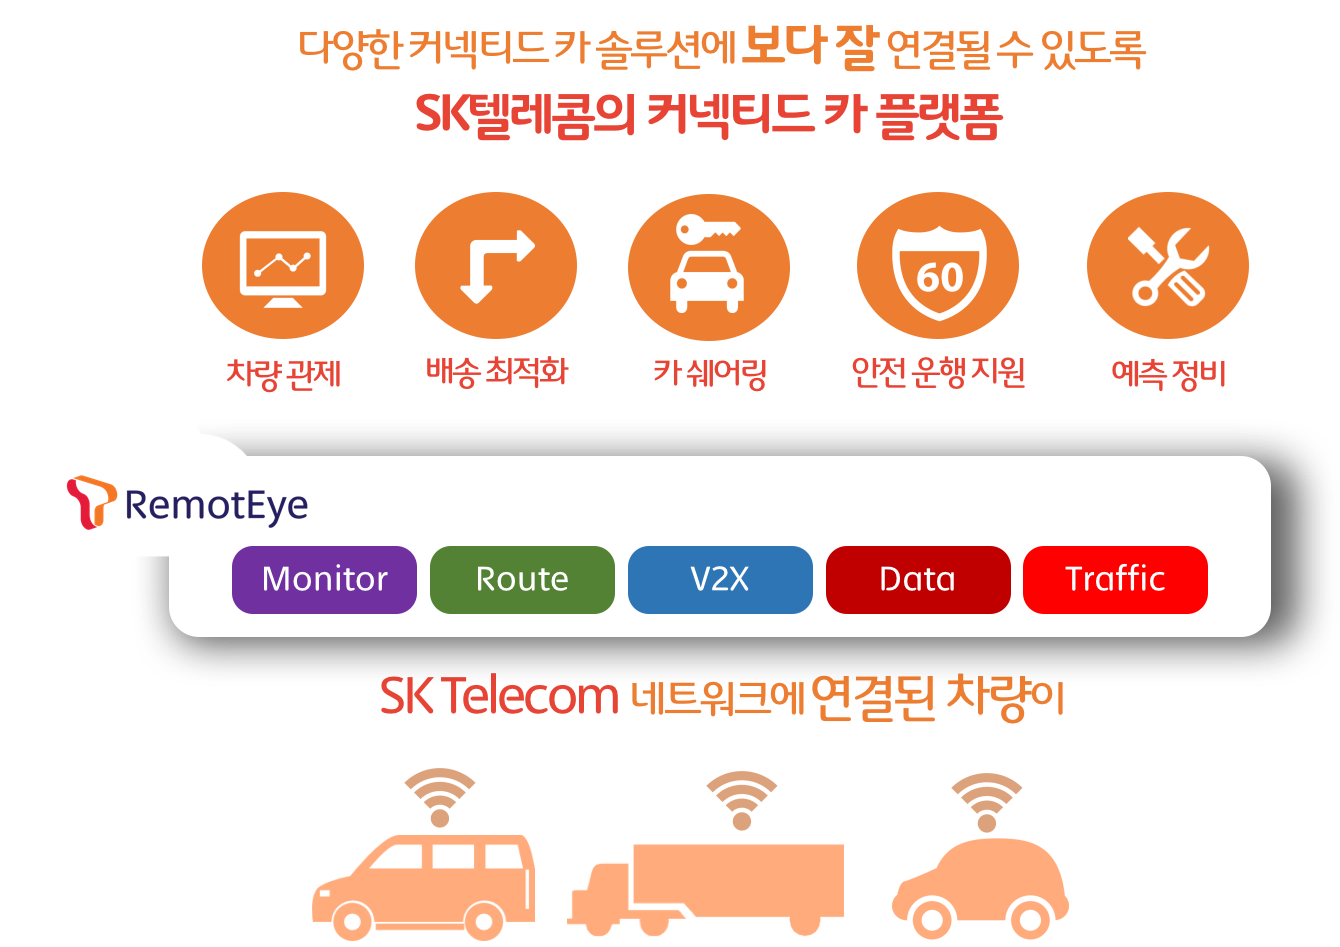 다양한 커넥티드 카 솔루션에 보다 잘 연결될 수 있도록
SK텔레콤의 커넥티드 카 플랫폼
60
차량 관제
배송 최적화
카 쉐어링
안전 운행 지원
예측 정비
RemotEye
Monitor
Route
V2X
Data
Traffic
SK Telecom 네트워크에 연결된 차량이